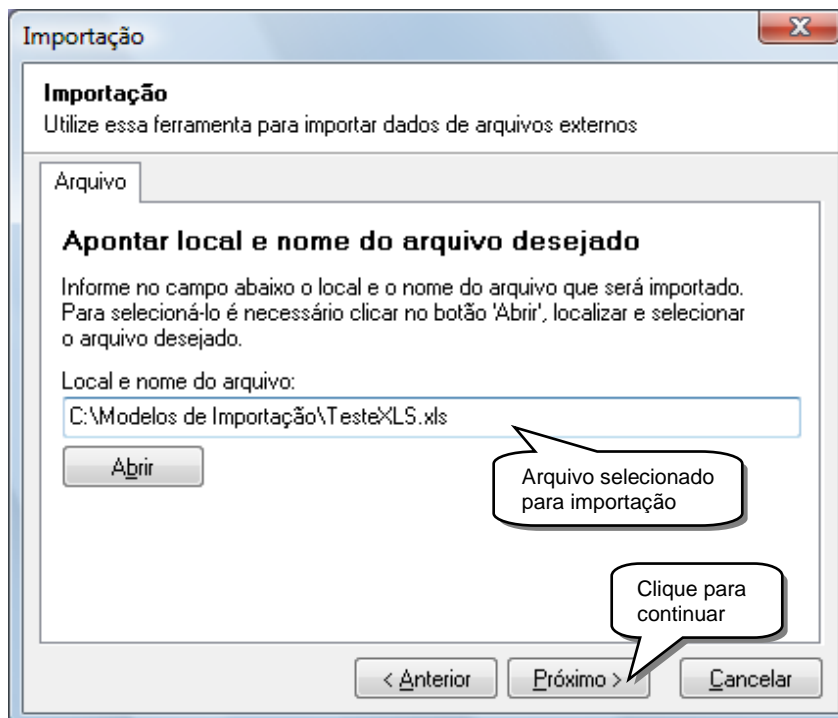 Importação
Importação
Utilize essa ferramenta para importar dados de arquivos externos
Arquivo
Apontar local e nome do arquivo desejado
Informe no campo abaixo o local e o nome do arquivo que será importado.
Para selecioná-lo é necessário clicar no botão 'Abrir', localizar e selecionar
o arquivo desejado.
Local e nome do arquivo:
C:\Modelos de Importação\TesteXLS.xls
Abrir
Arquivo selecionado
para importação
Clique para
continuar
< Anterior
Próximo >
Cancelar